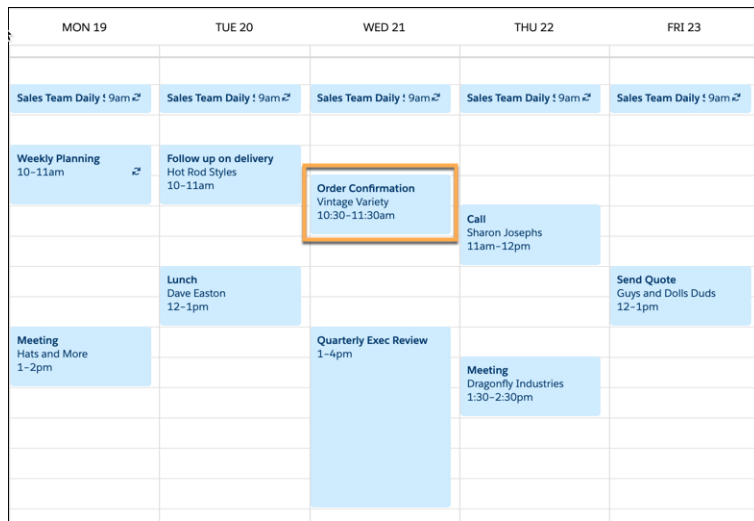 MON 19
TUE 20
WED 21
THU 22
FRI 23
Sales Team Daily S 9am
Sales Team Daily S 9am
Sales Team Daily S 9am
Sales Team Daily S 9am
Sales Team Daily S 9am
Weekly Planning
10–11am
Follow up on delivery
Hot Rod Styles
10–11am
Order Confirmation
Vintage Variety
10:30–11:30am
Call
Sharon Josephs
11am–12pm
Lunch
Dave Easton
12–1pm
Send Quote
Guys and Dolls Duds
12–1pm
Meeting
Hats and More
1–2pm
Quarterly Exec Review
1–4pm
Meeting
Dragonfly Industries
1:30–2:30pm